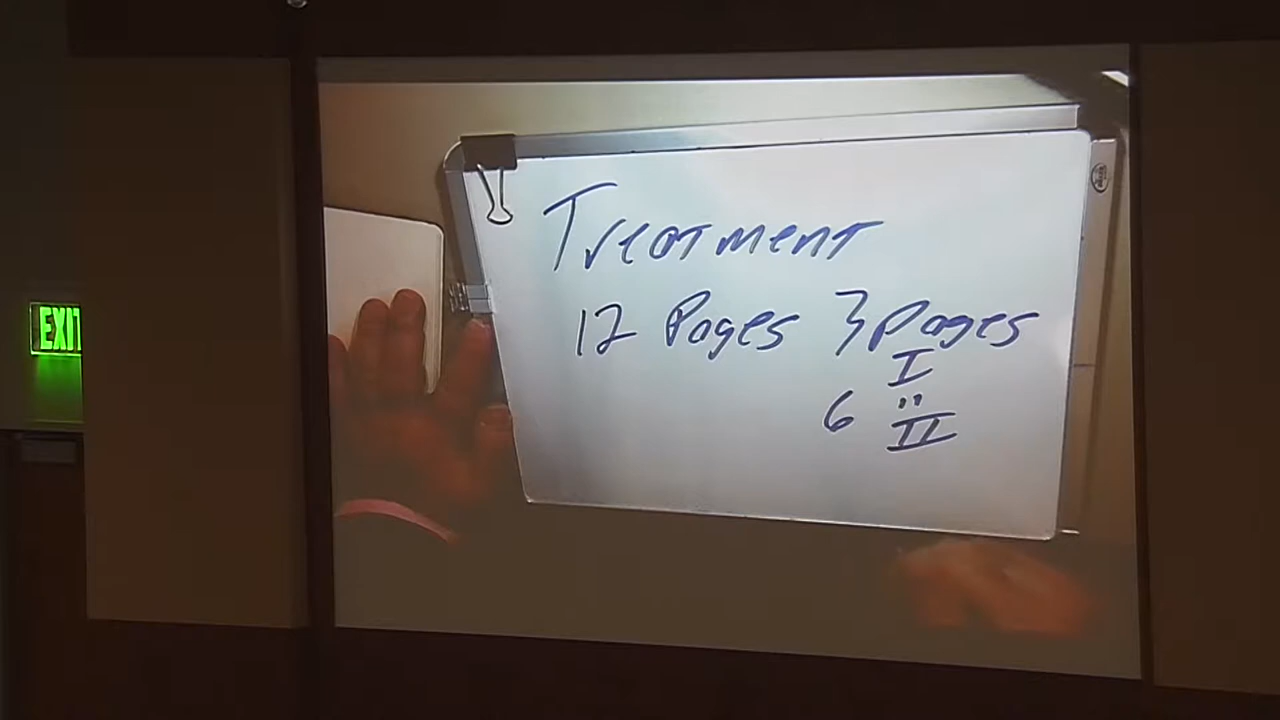 Treatment
12 Pages 3 Pages
I
6 "
II
EXIT